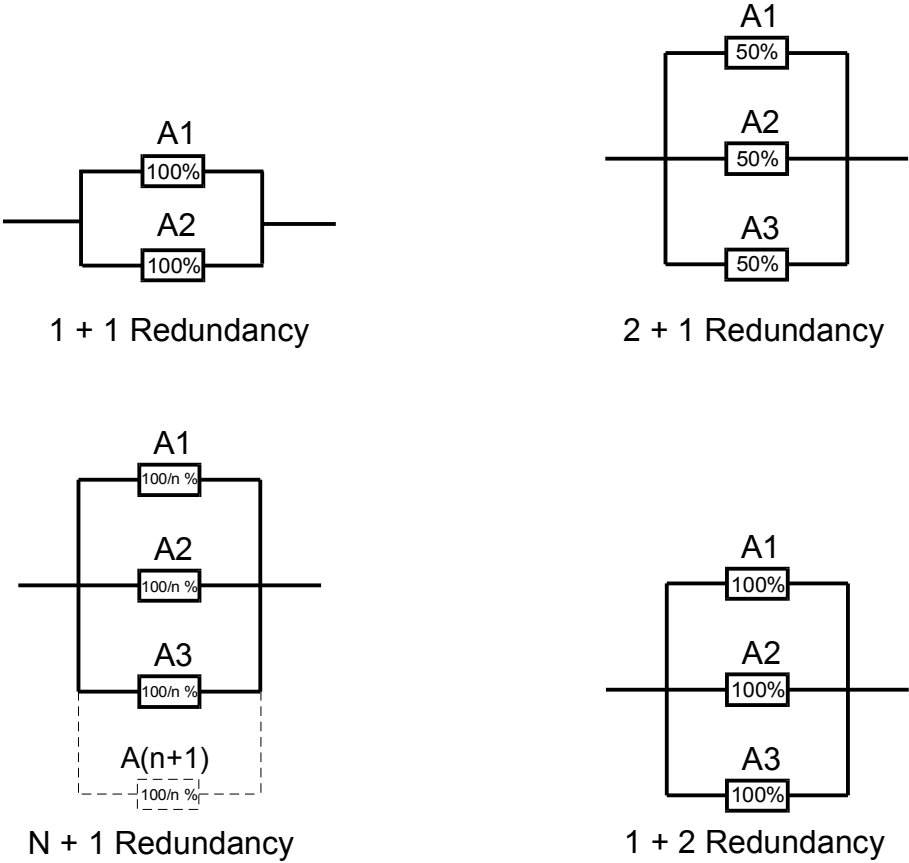 A1
100%
A2
100%
1 + 1 Redundancy
A1
50%
A2
50%
A3
50%
2 + 1 Redundancy
A1
100/n %
A2
100/n %
A3
100/n %
A(n+1)
100/n %
N + 1 Redundancy
A1
100%
A2
100%
A3
100%
1 + 2 Redundancy